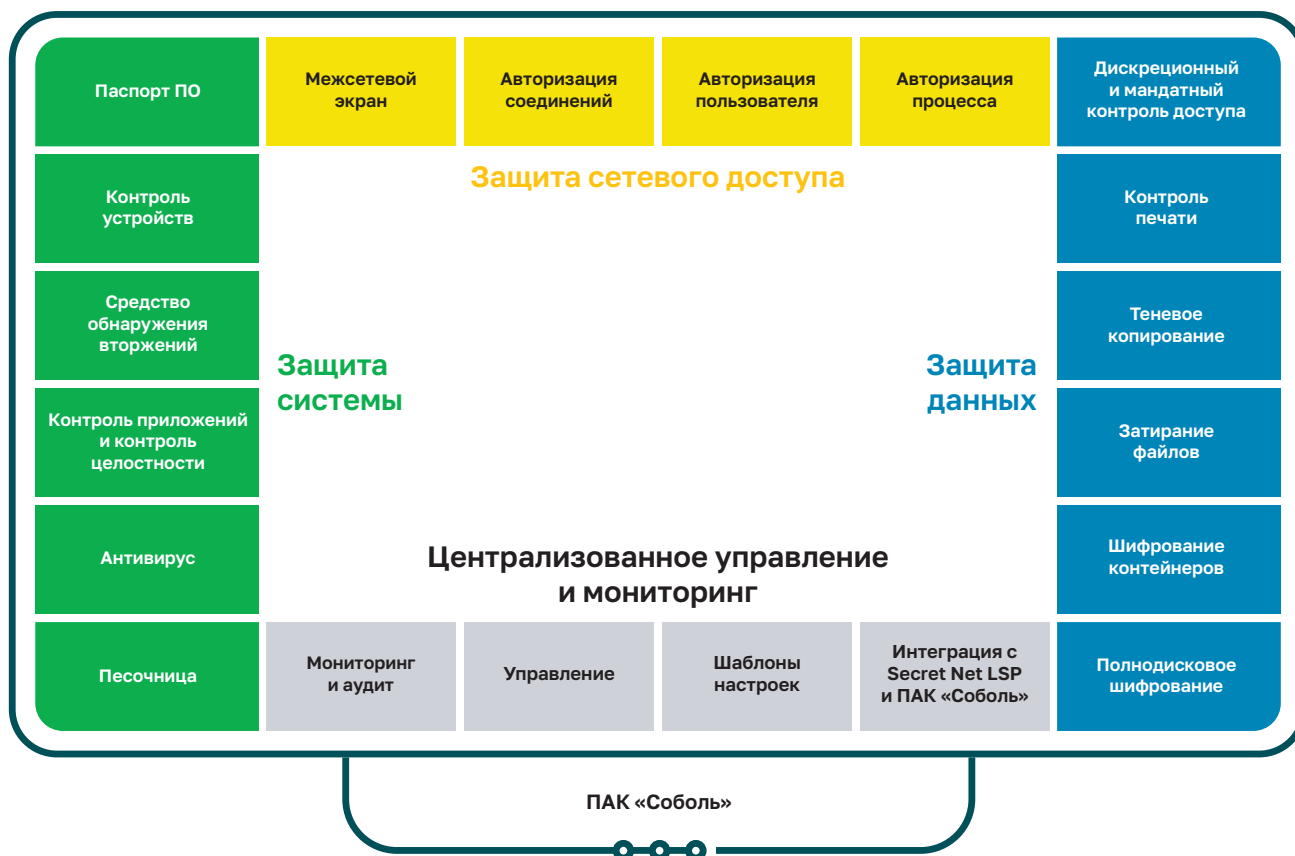 Паспорт ПО
Межсетевой
экран
Авторизация
соединений
Авторизация
пользователя
Авторизация
процесса
Дискреционный
и мандатный
контроль доступа
Защита сетевого доступа
Контроль
устройств
Контроль
печати
Средство
обнаружения
вторжений
Теневое
копирование
Защита
системы
Защита
данных
Контроль приложений
и контроль
целостности
Затирание
файлов
Антивирус
Централизованное управление
и мониторинг
Шифрование
контейнеров
Песочница
Мониторинг
и аудит
Управление
Шаблоны
настроек
Интеграция с
Secret Net LSP
и ПАК «Соболь»
Полнодисковое
шифрование
ПАК «Соболь»